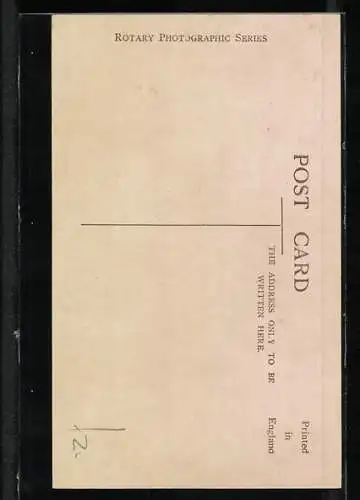 ROTARY PHOTOGRAPHIC SERIES
POST CARD
THE ADDRESS ONLY TO BE
WRITTEN HERE.
Printed
in
England